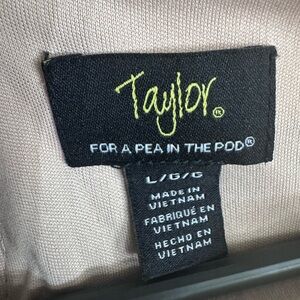 Taylor®
FOR A PEA IN THE POD®
L/G/G
MADE IN
VIETNAM
FABRIQUÉ EN
VIETNAM
HECHO EN
VIETNAM